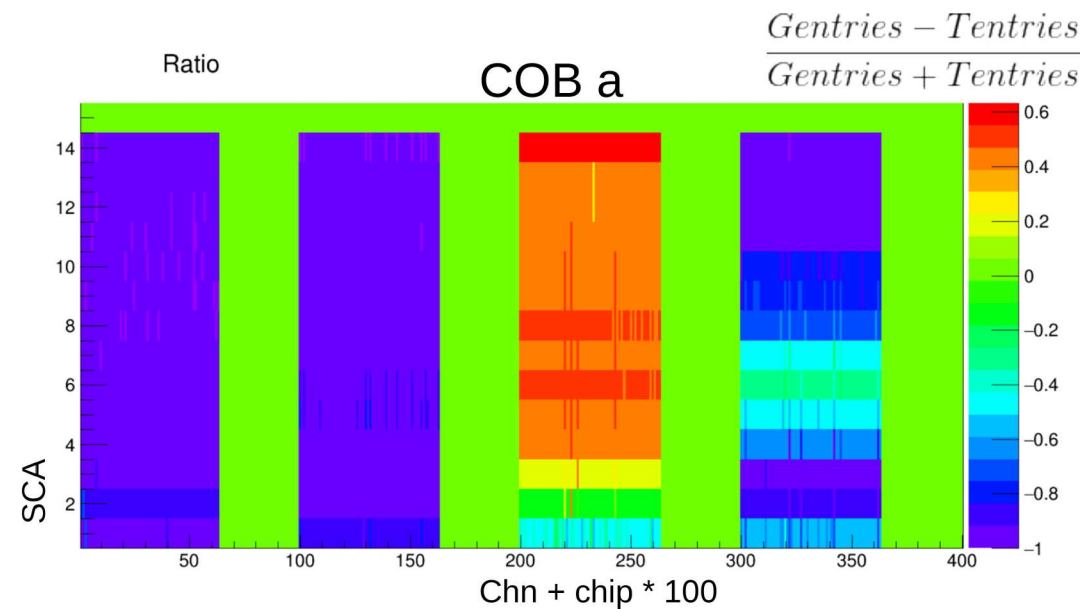 Gentries − Tentries
Gentries + Tentries
Ratio
COB a
0.6
0.4
0.2
0
−0.2
−0.4
−0.6
−0.8
−1
14
12
10
8
6
4
2
SCA
50 100 150 200 250 300 350 400
Chn + chip * 100